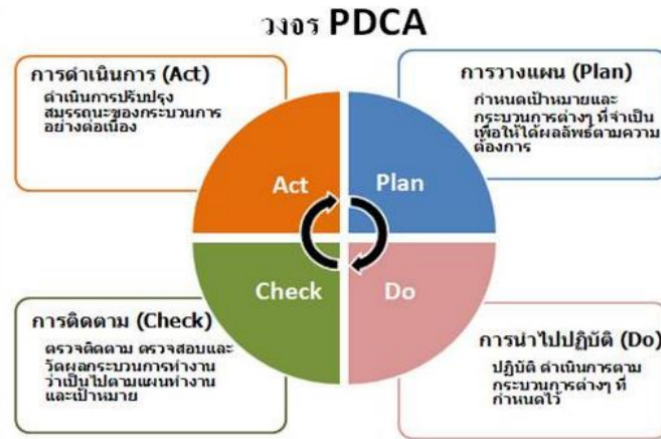 วงจร PDCA
การดำเนินการ (Act)
ดำเนินการปรับปรุง
สมรรถนะของกระบวนการ
อย่างต่อเนื่อง
การวางแผน (Plan)
กำหนดเป้าหมายและ
กระบวนการต่างๆ ที่จำเป็น
เพื่อให้ได้ผลลัพธ์ตามความ
ต้องการ
Act
Plan
Check
Do
การติดตาม (Check)
ตรวจติดตาม ตรวจสอบและ
วัดผลกระบวนการทำงาน
ว่าเป็นไปตามแผนทำงาน
และเป้าหมาย
การนำไปปฏิบัติ (Do)
ปฏิบัติ ดำเนินการตาม
กระบวนการต่างๆ ที่
กำหนดไว้